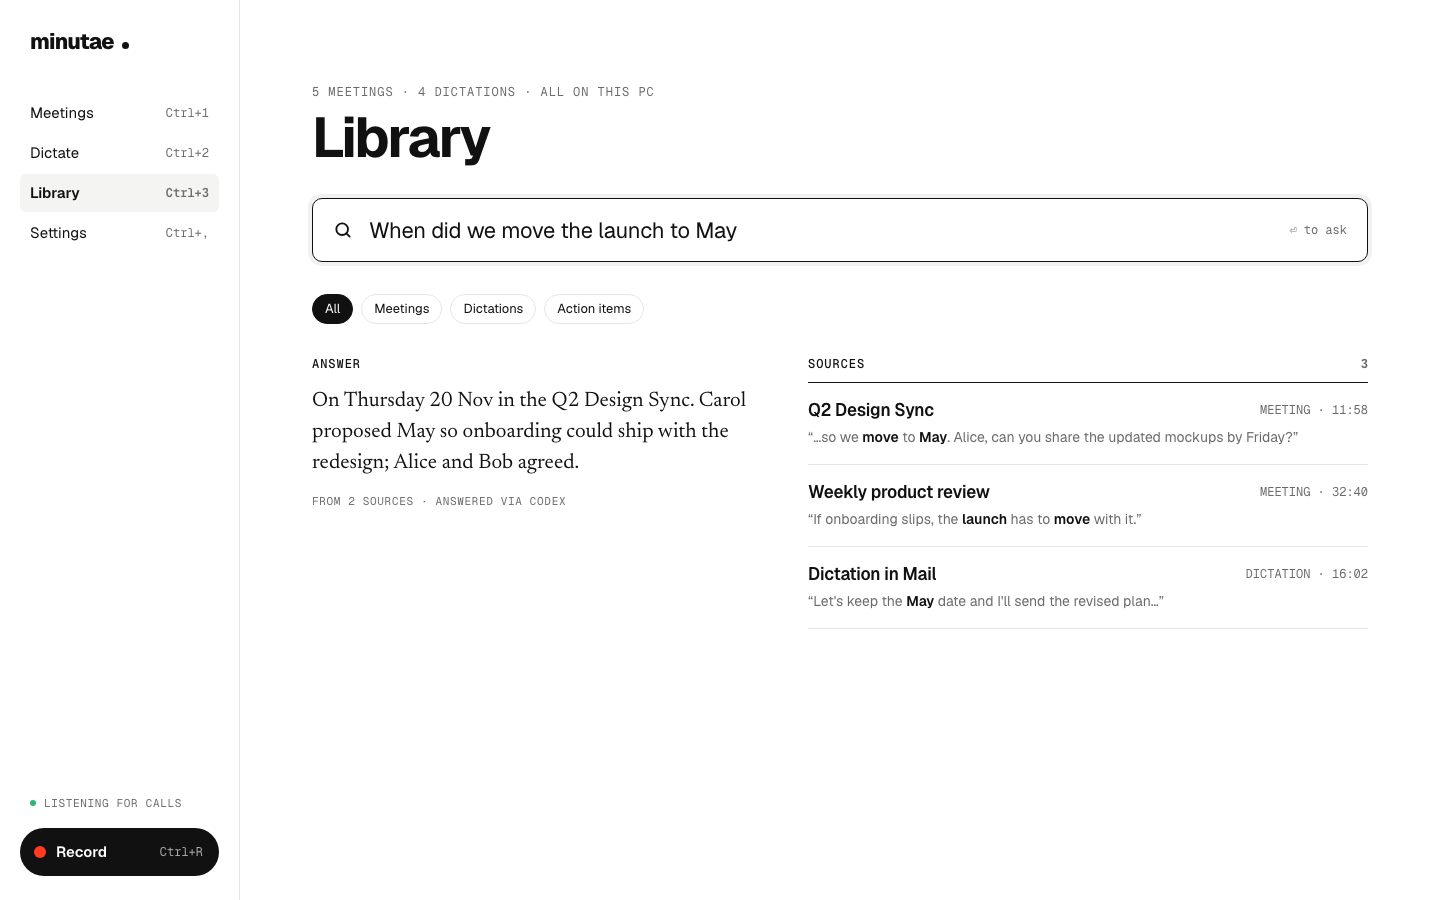 minutae
Meetings Ctrl+1
Dictate Ctrl+2
Library Ctrl+3
Settings Ctrl+,
LISTENING FOR CALLS
Record Ctrl+R
5 MEETINGS · 4 DICTATIONS · ALL ON THIS PC
Library
When did we move the launch to May
⏎ to ask
All Meetings Dictations Action items
ANSWER
On Thursday 20 Nov in the Q2 Design Sync. Carol
proposed May so onboarding could ship with the
redesign; Alice and Bob agreed.
FROM 2 SOURCES · ANSWERED VIA CODEX
SOURCES 3
Q2 Design Sync MEETING · 11:58
“…so we move to May. Alice, can you share the updated mockups by Friday?”
Weekly product review MEETING · 32:40
“If onboarding slips, the launch has to move with it.”
Dictation in Mail DICTATION · 16:02
“Let's keep the May date and I'll send the revised plan…”